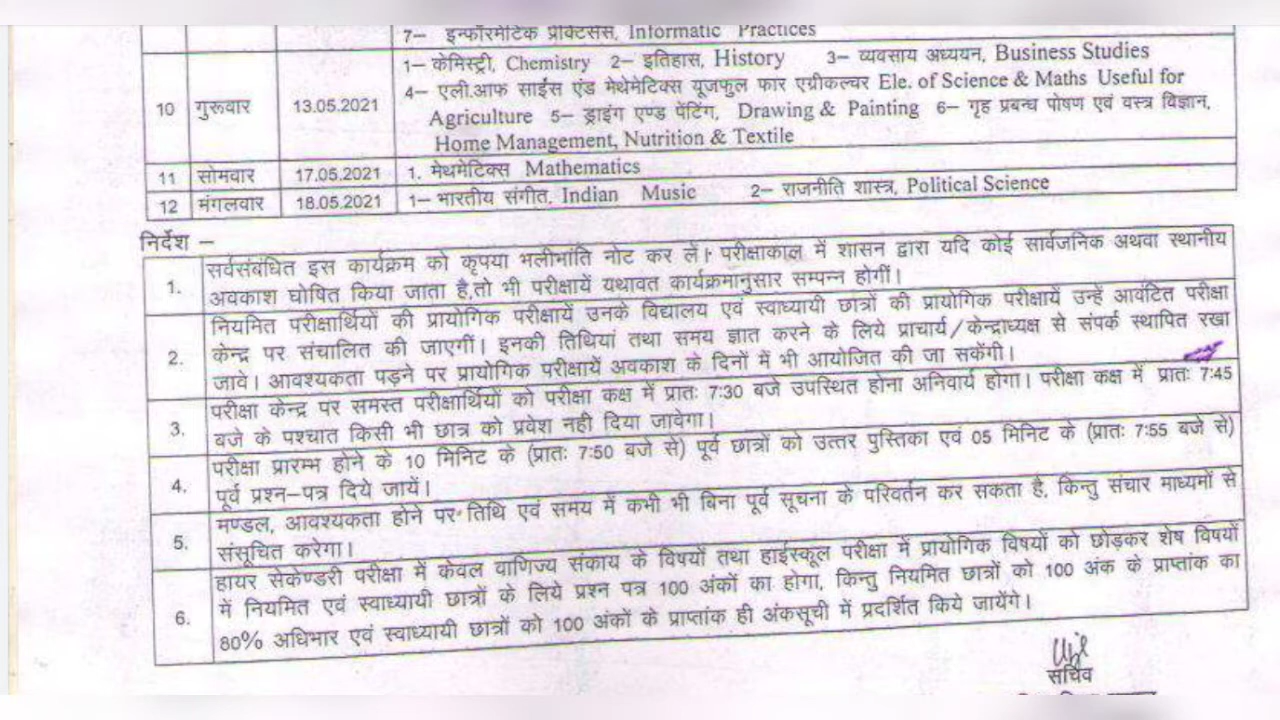 7– इन्फॉरमेटिक प्रेक्टिसेस, Informatic Practices
10 गुरूवार 13.05.2021 1– केमिस्ट्री, Chemistry 2– इतिहास, History 3– व्यवसाय अध्ययन, Business Studies
4– एली.आफ साईंस एंड मेथेमेटिक्स यूजफुल फार एग्रीकल्चर Ele. of Science & Maths Useful for
Agriculture 5– ड्राइंग एण्ड पेंटिंग, Drawing & Painting 6– गृह प्रबन्ध पोषण एवं वस्त्र विज्ञान,
Home Management, Nutrition & Textile
11 सोमवार 17.05.2021 1. मेथमेटिक्स Mathematics
12 मंगलवार 18.05.2021 1– भारतीय संगीत, Indian Music 2– राजनीति शास्त्र, Political Science
निर्देश –
1. सर्वसंबंधित इस कार्यक्रम को कृपया भलीभांति नोट कर लें। परीक्षाकाल में शासन द्वारा यदि कोई सार्वजनिक अथवा स्थानीय
अवकाश घोषित किया जाता है,तो भी परीक्षायें यथावत कार्यक्रमानुसार सम्पन्न होगीं।
2. नियमित परीक्षार्थियों की प्रायोगिक परीक्षायें उनके विद्यालय एवं स्वाध्यायी छात्रों की प्रायोगिक परीक्षायें उन्हें आवंटित परीक्षा
केन्द्र पर संचालित की जाएगीं। इनकी तिथियां तथा समय ज्ञात करने के लिये प्राचार्य/केन्द्राध्यक्ष से संपर्क स्थापित रखा
जावे। आवश्यकता पड़ने पर प्रायोगिक परीक्षायें अवकाश के दिनों में भी आयोजित की जा सकेंगी।
3. परीक्षा केन्द्र पर समस्त परीक्षार्थियों को परीक्षा कक्ष में प्रातः 7:30 बजे उपस्थित होना अनिवार्य होगा। परीक्षा कक्ष में प्रातः 7:45
बजे के पश्चात किसी भी छात्र को प्रवेश नही दिया जावेगा।
4. परीक्षा प्रारम्भ होने के 10 मिनिट के (प्रातः 7:50 बजे से) पूर्व छात्रों को उत्तर पुस्तिका एवं 05 मिनिट के (प्रातः 7:55 बजे से)
पूर्व प्रश्न–पत्र दिये जायें।
5. मण्डल, आवश्यकता होने पर तिथि एवं समय में कभी भी बिना पूर्व सूचना के परिवर्तन कर सकता है, किन्तु संचार माध्यमों से
संसूचित करेगा।
6. हायर सेकेण्डरी परीक्षा में केवल वाणिज्य संकाय के विषयों तथा हाईस्कूल परीक्षा में प्रायोगिक विषयों को छोड़कर शेष विषयों
में नियमित एवं स्वाध्यायी छात्रों के लिये प्रश्न पत्र 100 अंकों का होगा, किन्तु नियमित छात्रों को 100 अंक के प्राप्तांक का
80% अधिभार एवं स्वाध्यायी छात्रों को 100 अंकों के प्राप्तांक ही अंकसूची में प्रदर्शित किये जायेंगे।
सचिव